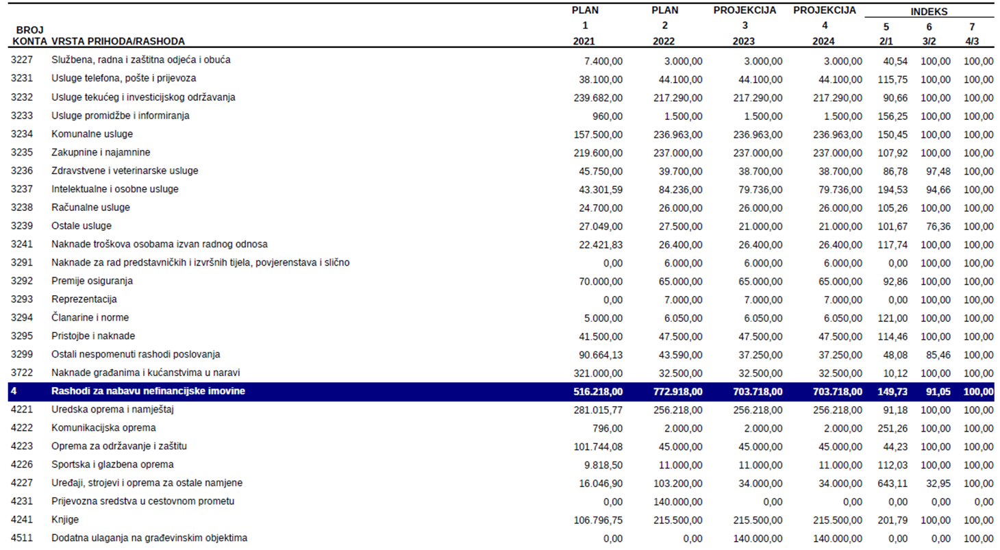 PLAN PLAN PROJEKCIJA PROJEKCIJA INDEKS
BROJ 1 2 3 4 5 6 7
KONTA VRSTA PRIHODA/RASHODA 2021 2022 2023 2024 2/1 3/2 4/3
3227 Službena, radna i zaštitna odjeća i obuća 7.400,00 3.000,00 3.000,00 3.000,00 40,54 100,00 100,00
3231 Usluge telefona, pošte i prijevoza 38.100,00 44.100,00 44.100,00 44.100,00 115,75 100,00 100,00
3232 Usluge tekućeg i investicijskog održavanja 239.682,00 217.290,00 217.290,00 217.290,00 90,66 100,00 100,00
3233 Usluge promidžbe i informiranja 960,00 1.500,00 1.500,00 1.500,00 156,25 100,00 100,00
3234 Komunalne usluge 157.500,00 236.963,00 236.963,00 236.963,00 150,45 100,00 100,00
3235 Zakupnine i najamnine 219.600,00 237.000,00 237.000,00 237.000,00 107,92 100,00 100,00
3236 Zdravstvene i veterinarske usluge 45.750,00 39.700,00 38.700,00 38.700,00 86,78 97,48 100,00
3237 Intelektualne i osobne usluge 43.301,59 84.236,00 79.736,00 79.736,00 194,53 94,66 100,00
3238 Računalne usluge 24.700,00 26.000,00 26.000,00 26.000,00 105,26 100,00 100,00
3239 Ostale usluge 27.049,00 27.500,00 21.000,00 21.000,00 101,67 76,36 100,00
3241 Naknade troškova osobama izvan radnog odnosa 22.421,83 26.400,00 26.400,00 26.400,00 117,74 100,00 100,00
3291 Naknade za rad predstavničkih i izvršnih tijela, povjerenstava i slično 0,00 6.000,00 6.000,00 6.000,00 0,00 100,00 100,00
3292 Premije osiguranja 70.000,00 65.000,00 65.000,00 65.000,00 92,86 100,00 100,00
3293 Reprezentacija 0,00 7.000,00 7.000,00 7.000,00 0,00 100,00 100,00
3294 Članarine i norme 5.000,00 6.050,00 6.050,00 6.050,00 121,00 100,00 100,00
3295 Pristojbe i naknade 41.500,00 47.500,00 47.500,00 47.500,00 114,46 100,00 100,00
3299 Ostali nespomenuti rashodi poslovanja 90.664,13 43.590,00 37.250,00 37.250,00 48,08 85,46 100,00
3722 Naknade građanima i kućanstvima u naravi 321.000,00 32.500,00 32.500,00 32.500,00 10,12 100,00 100,00
4 Rashodi za nabavu nefinancijske imovine 516.218,00 772.918,00 703.718,00 703.718,00 149,73 91,05 100,00
4221 Uredska oprema i namještaj 281.015,77 256.218,00 256.218,00 256.218,00 91,18 100,00 100,00
4222 Komunikacijska oprema 796,00 2.000,00 2.000,00 2.000,00 251,26 100,00 100,00
4223 Oprema za održavanje i zaštitu 101.744,08 45.000,00 45.000,00 45.000,00 44,23 100,00 100,00
4226 Sportska i glazbena oprema 9.818,50 11.000,00 11.000,00 11.000,00 112,03 100,00 100,00
4227 Uređaji, strojevi i oprema za ostale namjene 16.046,90 103.200,00 34.000,00 34.000,00 643,11 32,95 100,00
4231 Prijevozna sredstva u cestovnom prometu 0,00 140.000,00 0,00 0,00 0,00 0,00 0,00
4241 Knjige 106.796,75 215.500,00 215.500,00 215.500,00 201,79 100,00 100,00
4511 Dodatna ulaganja na građevinskim objektima 0,00 0,00 140.000,00 140.000,00 0,00 0,00 100,00